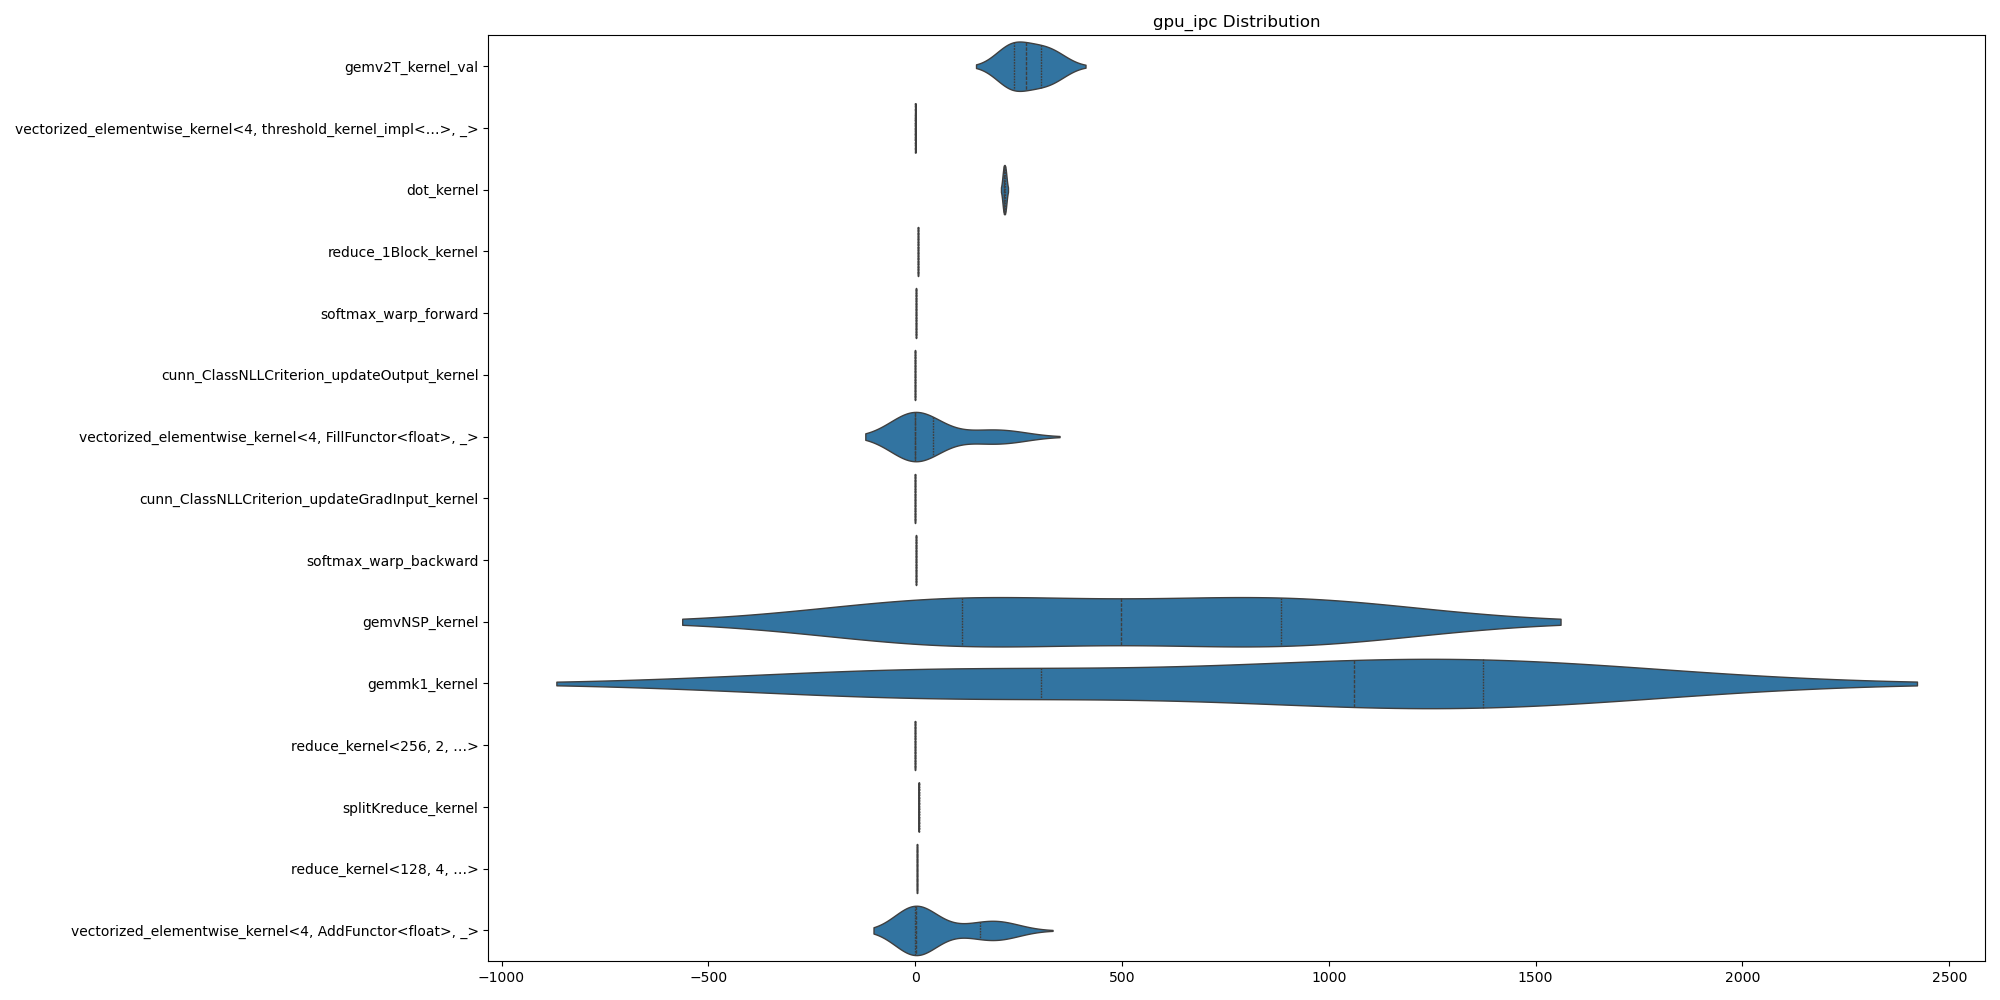 gpu_ipc Distribution
gemv2T_kernel_val
vectorized_elementwise_kernel<4, threshold_kernel_impl<...>, _>
dot_kernel
reduce_1Block_kernel
softmax_warp_forward
cunn_ClassNLLCriterion_updateOutput_kernel
vectorized_elementwise_kernel<4, FillFunctor<float>, _>
cunn_ClassNLLCriterion_updateGradInput_kernel
softmax_warp_backward
gemvNSP_kernel
gemmk1_kernel
reduce_kernel<256, 2, ...>
splitKreduce_kernel
reduce_kernel<128, 4, ...>
vectorized_elementwise_kernel<4, AddFunctor<float>, _>
−1000 −500 0 500 1000 1500 2000 2500